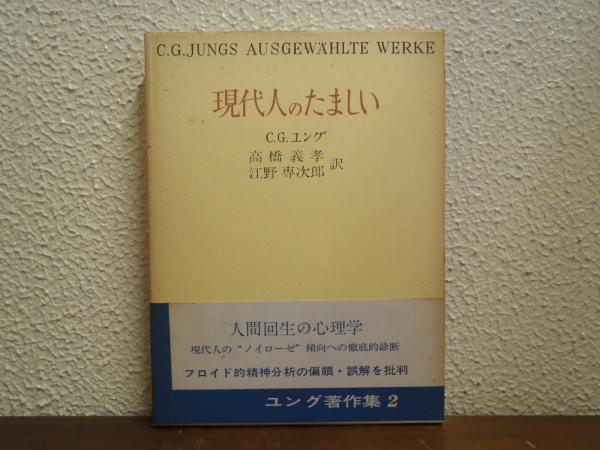 C.G.JUNGS AUSGEWÄHLTE WERKE
現代人のたましい
C.G.ユング
高橋義孝
江野専次郎 訳
人間回生の心理学
現代人の“ノイローゼ”傾向への徹底的診断
フロイド的精神分析の偏頗・誤解を批判
ユング著作集2